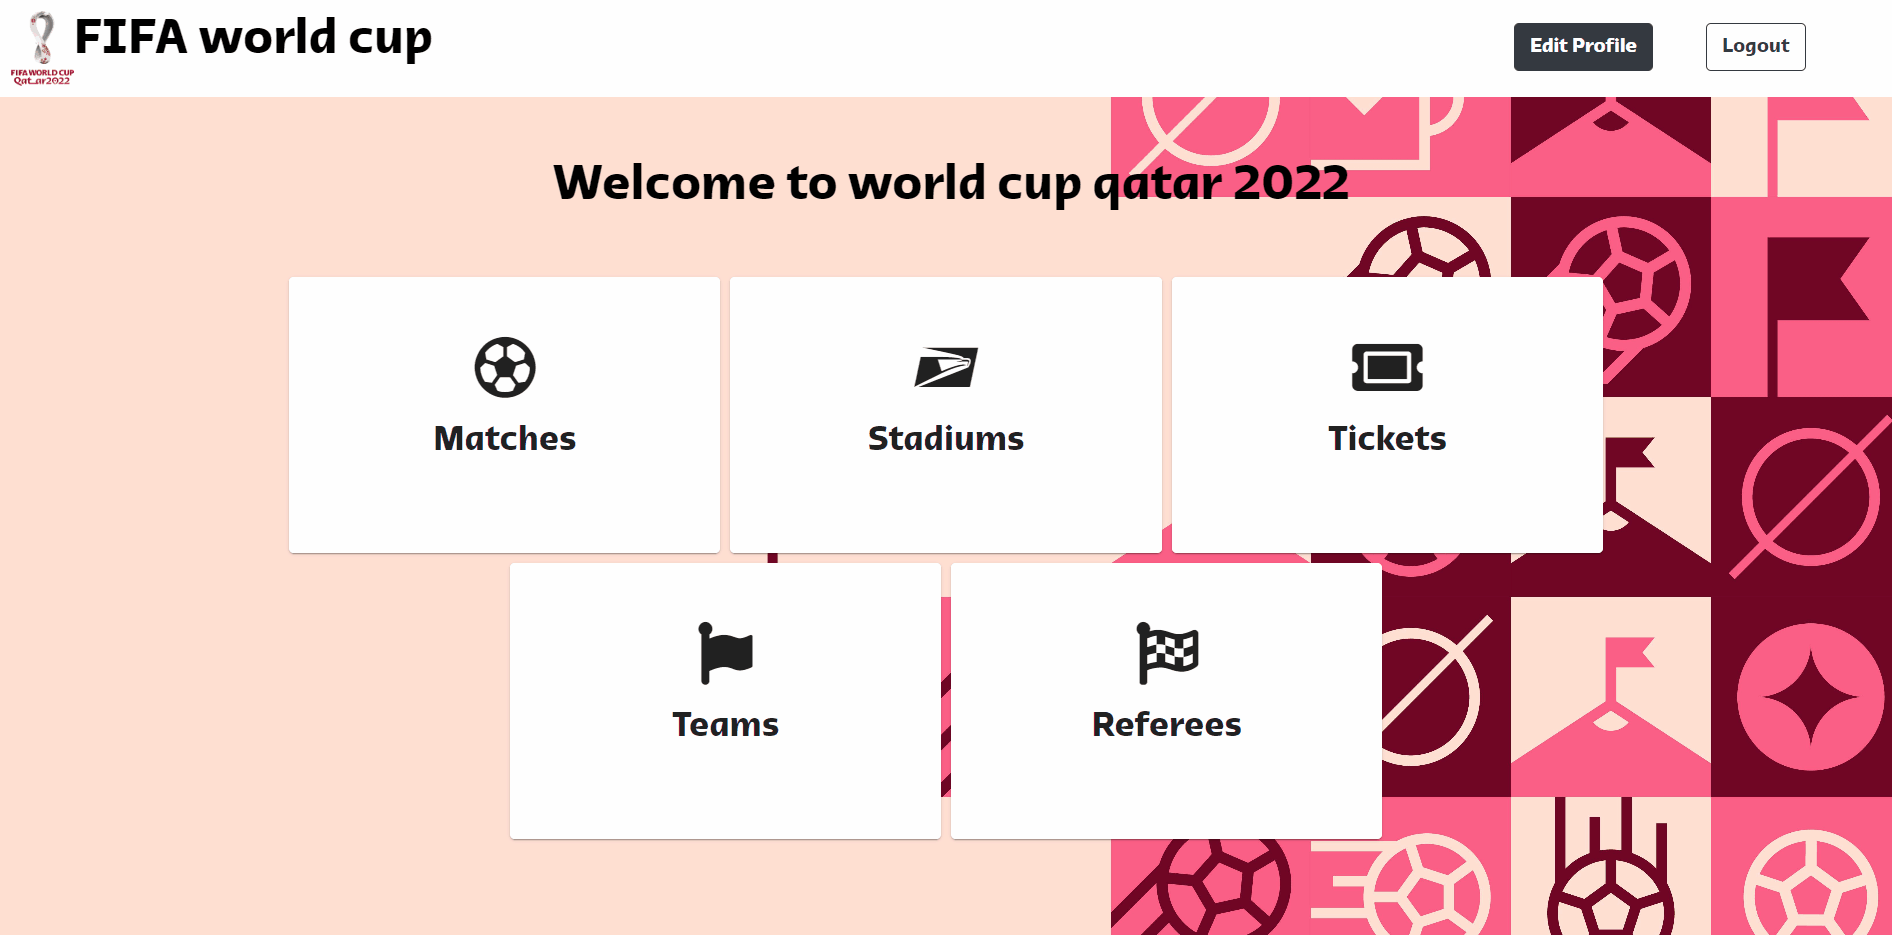 FIFA world cup
FIFA WORLD CUP
Qatar2022
Edit Profile
Logout
Welcome to world cup qatar 2022
Matches
Stadiums
Tickets
Teams
Referees